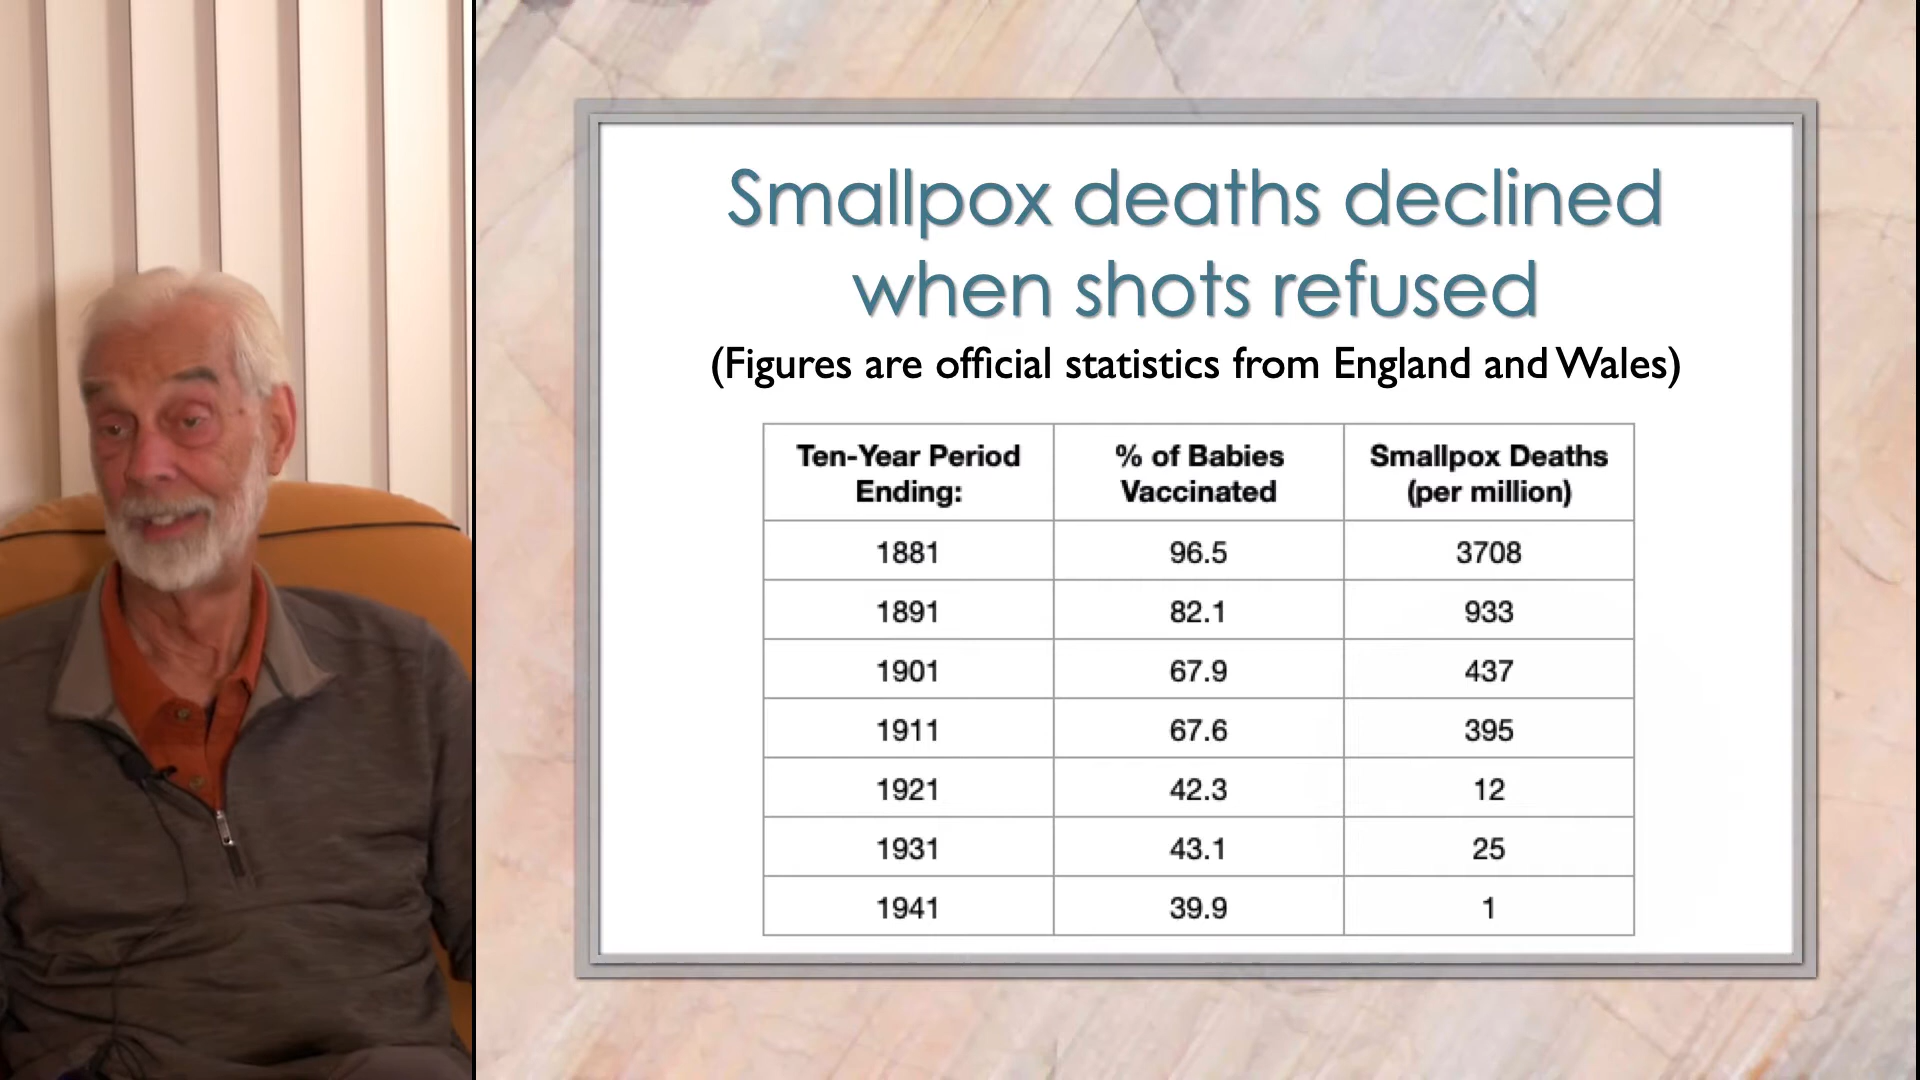 Smallpox deaths declined
when shots refused
(Figures are official statistics from England and Wales)
Ten-Year Period Ending: % of Babies Vaccinated Smallpox Deaths (per million)
1881 96.5 3708
1891 82.1 933
1901 67.9 437
1911 67.6 395
1921 42.3 12
1931 43.1 25
1941 39.9 1